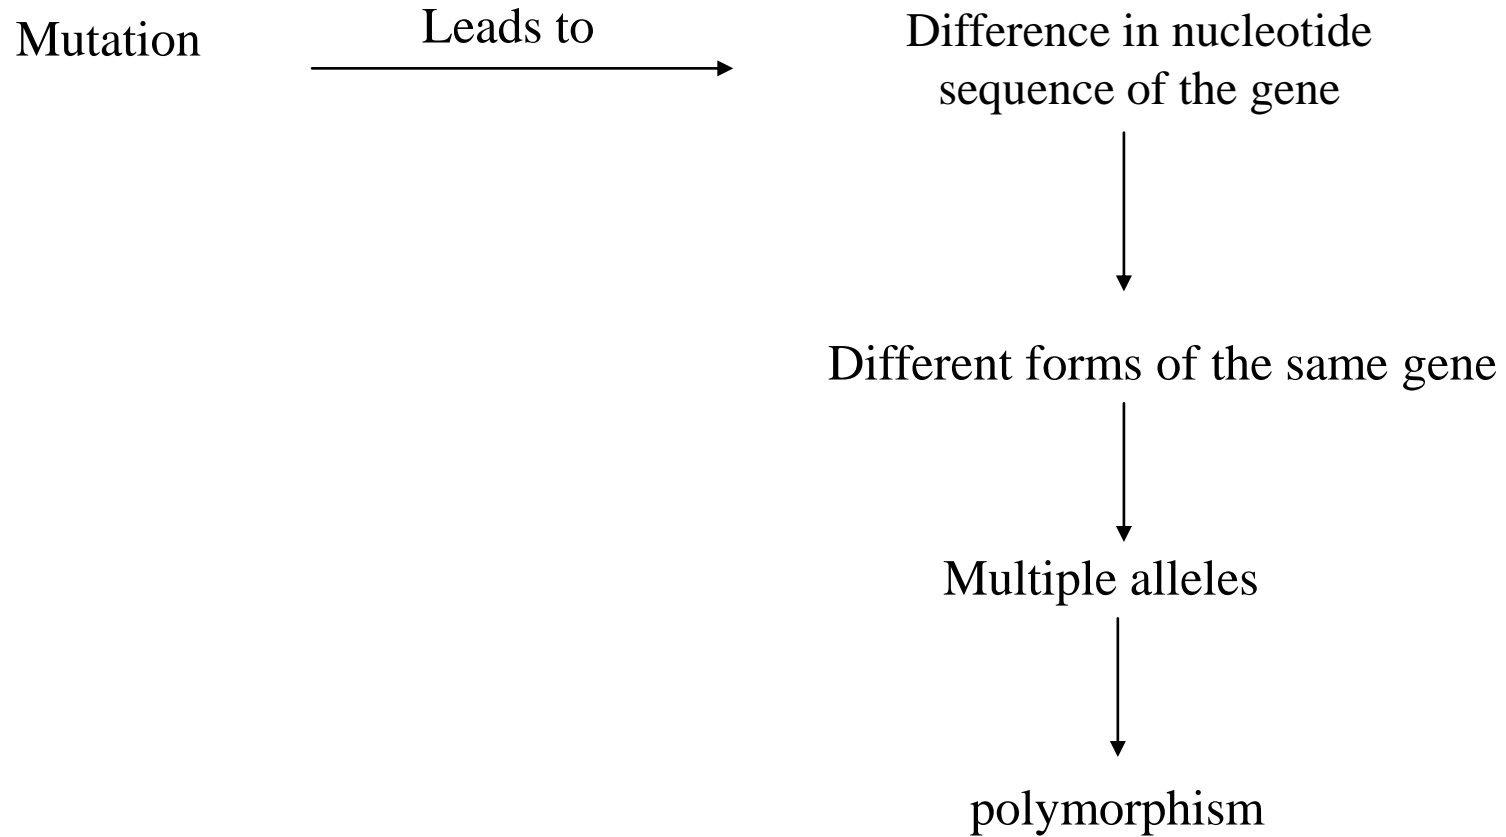 Mutation
Leads to
Difference in nucleotide
sequence of the gene
Different forms of the same gene
Multiple alleles
polymorphism